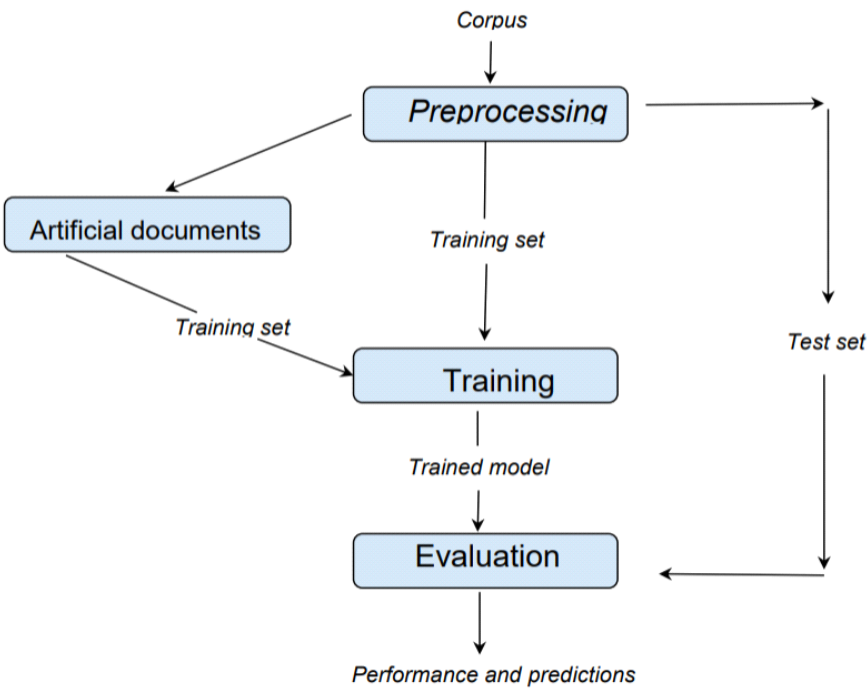 Corpus
Preprocessing
Artificial documents
Training set
Training set
Test set
Training
Trained model
Evaluation
Performance and predictions